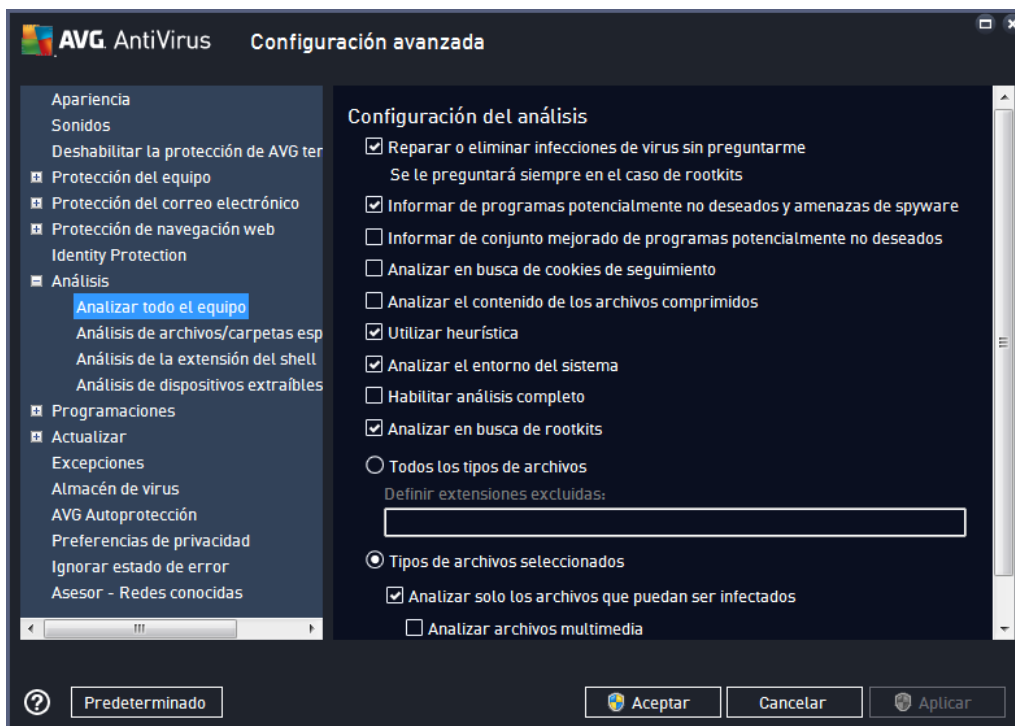 AVG. AntiVirus
Configuración avanzada
Apariencia
Sonidos
Deshabilitar la protección de AVG ter
Protección del equipo
Protección del correo electrónico
Protección de navegación web
Identity Protection
Análisis
Analizar todo el equipo
Análisis de archivos/carpetas esp
Análisis de la extensión del shell
Análisis de dispositivos extraíbles
Programaciones
Actualizar
Excepciones
Almacén de virus
AVG Autoprotección
Preferencias de privacidad
Ignorar estado de error
Asesor - Redes conocidas
Configuración del análisis
Reparar o eliminar infecciones de virus sin preguntarme
Se le preguntará siempre en el caso de rootkits
Informar de programas potencialmente no deseados y amenazas de spyware
Informar de conjunto mejorado de programas potencialmente no deseados
Analizar en busca de cookies de seguimiento
Analizar el contenido de los archivos comprimidos
Utilizar heurística
Analizar el entorno del sistema
Habilitar análisis completo
Analizar en busca de rootkits
Todos los tipos de archivos
Definir extensiones excluidas:
Tipos de archivos seleccionados
Analizar solo los archivos que puedan ser infectados
Analizar archivos multimedia
Predeterminado
Aceptar
Cancelar
Aplicar